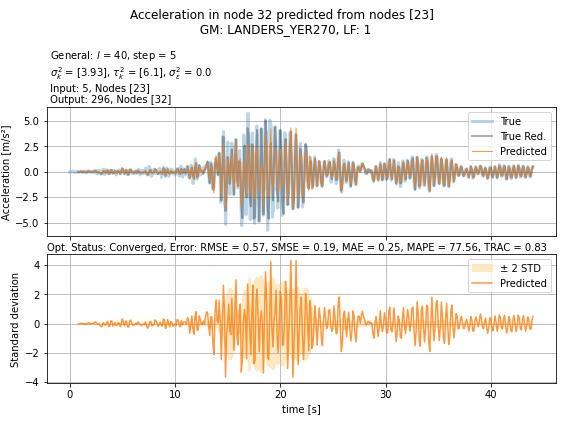 Acceleration in node 32 predicted from nodes [23]
GM: LANDERS_YER270, LF: 1
General: l = 40, step = 5
σ²ₖ = [3.93], τ²ₖ = [6.1], σ²ε = 0.0
Input: 5, Nodes [23]
Output: 296, Nodes [32]
Acceleration [m/s²]
5.0
2.5
0.0
−2.5
−5.0
True
True Red.
Predicted
Opt. Status: Converged, Error: RMSE = 0.57, SMSE = 0.19, MAE = 0.25, MAPE = 77.56, TRAC = 0.83
Standard deviation
4
2
0
−2
−4
± 2 STD
Predicted
0 10 20 30 40
time [s]